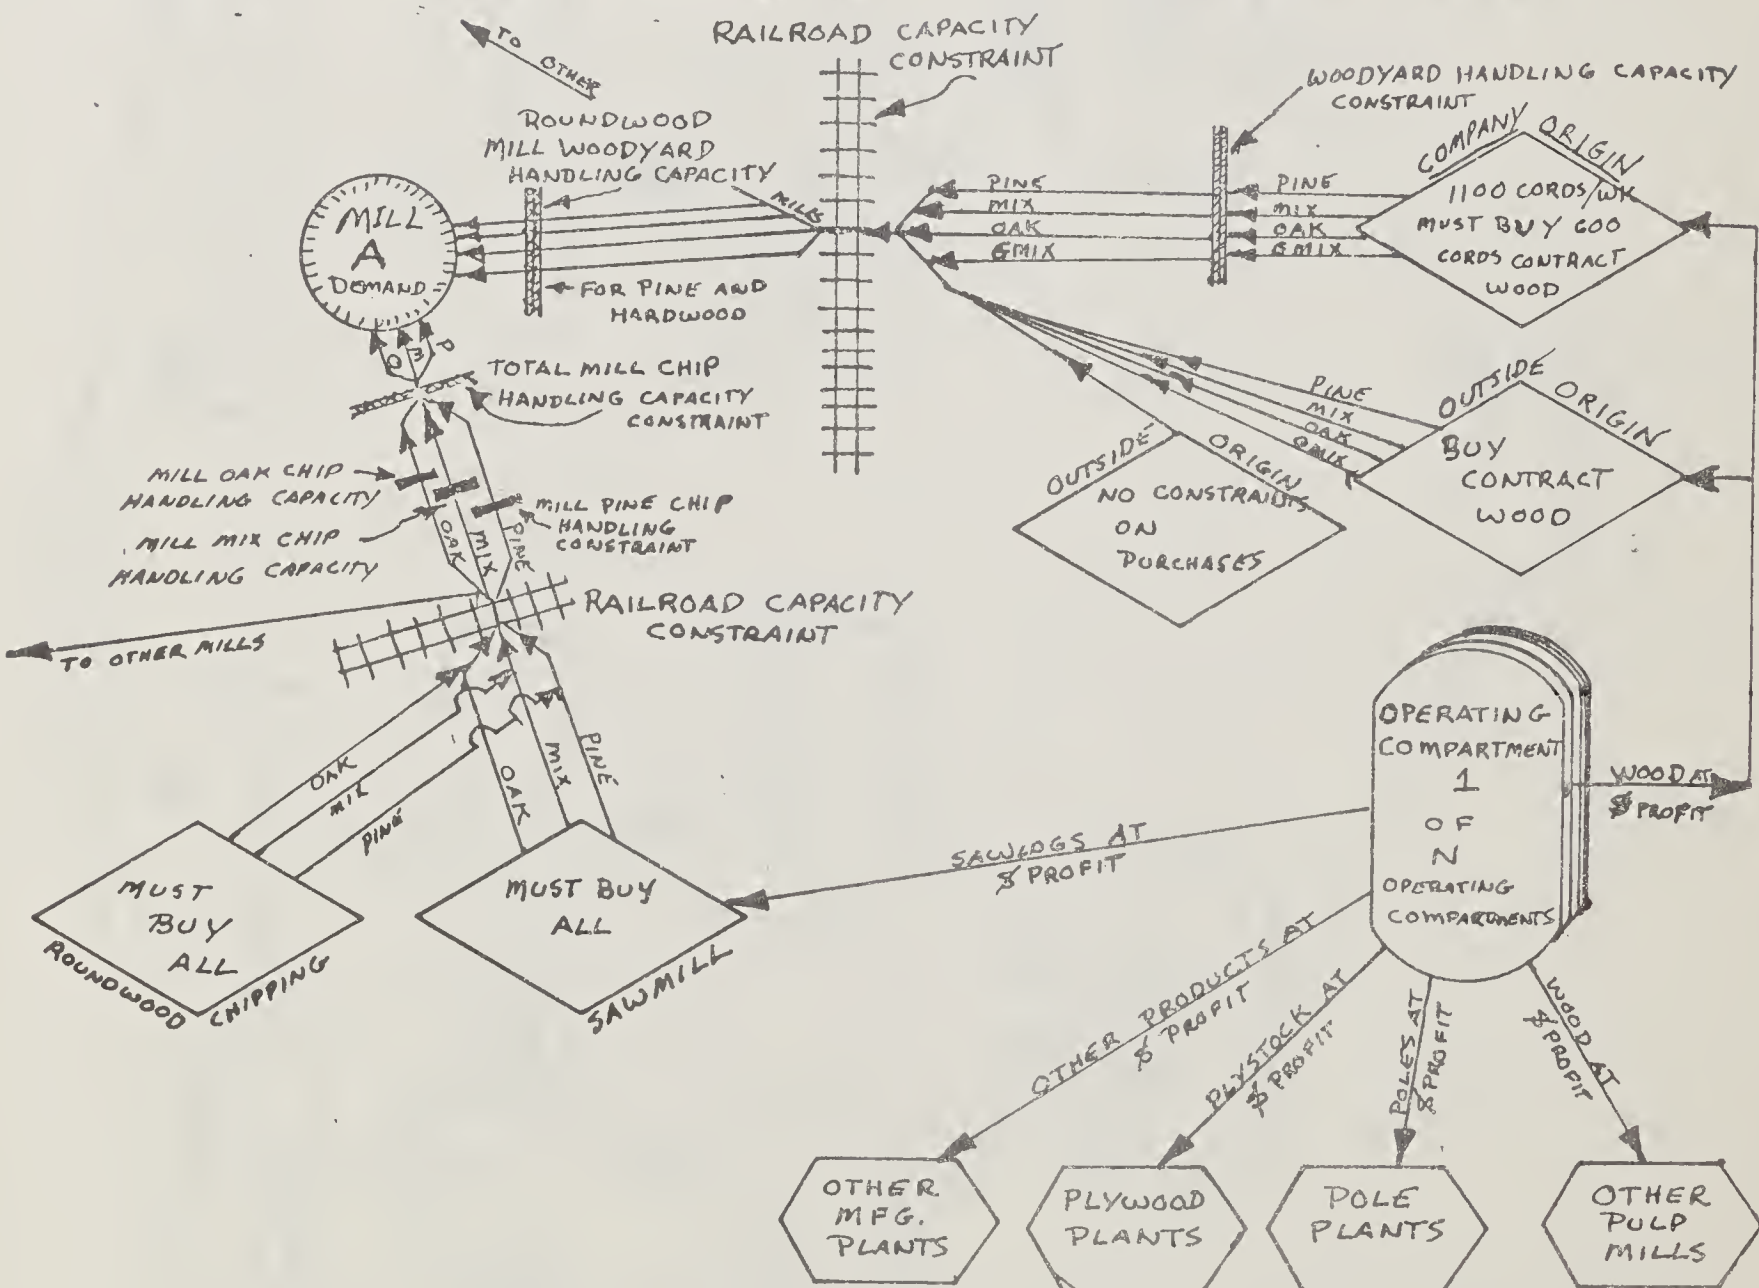 TO OTHER
MILLS
RAILROAD CAPACITY
CONSTRAINT
WOODYARD HANDLING CAPACITY
CONSTRAINT
ROUNDWOOD
MILL WOODYARD
HANDLING CAPACITY
COMPANY ORIGIN
1100 CORDS/WK
MUST BUY 600
CORDS CONTRACT
WOOD
PINE
MIX
OAK
GMIX
PINE
MIX
OAK
GMIX
MILL
A
DEMAND
FOR PINE AND
HARDWOOD
O M P
TOTAL MILL CHIP
HANDLING CAPACITY
CONSTRAINT
OUTSIDE ORIGIN
BUY
CONTRACT
WOOD
PINE
MIX
OAK
GMIX
OUTSIDE ORIGIN
NO CONSTRAINTS
ON
PURCHASES
MILL OAK CHIP
HANDLING CAPACITY
MILL MIX CHIP
HANDLING CAPACITY
MILL PINE CHIP
HANDLING
CONSTRAINT
OAK
MIX
PINE
RAILROAD CAPACITY
CONSTRAINT
TO OTHER MILLS
OAK
MIX
PINE
OAK
MIX
PINE
MUST
BUY
ALL
ROUNDWOOD CHIPPING
MUST BUY
ALL
SAWMILL
SAWLOGS AT
$ PROFIT
OPERATING
COMPARTMENT
1
OF
N
OPERATING
COMPARTMENTS
WOOD AT
$ PROFIT
OTHER PRODUCTS AT
$ PROFIT
PLYSTOCK AT
$ PROFIT
POLES AT
$ PROFIT
WOOD AT
$ PROFIT
OTHER
MFG.
PLANTS
PLYWOOD
PLANTS
POLE
PLANTS
OTHER
PULP
MILLS